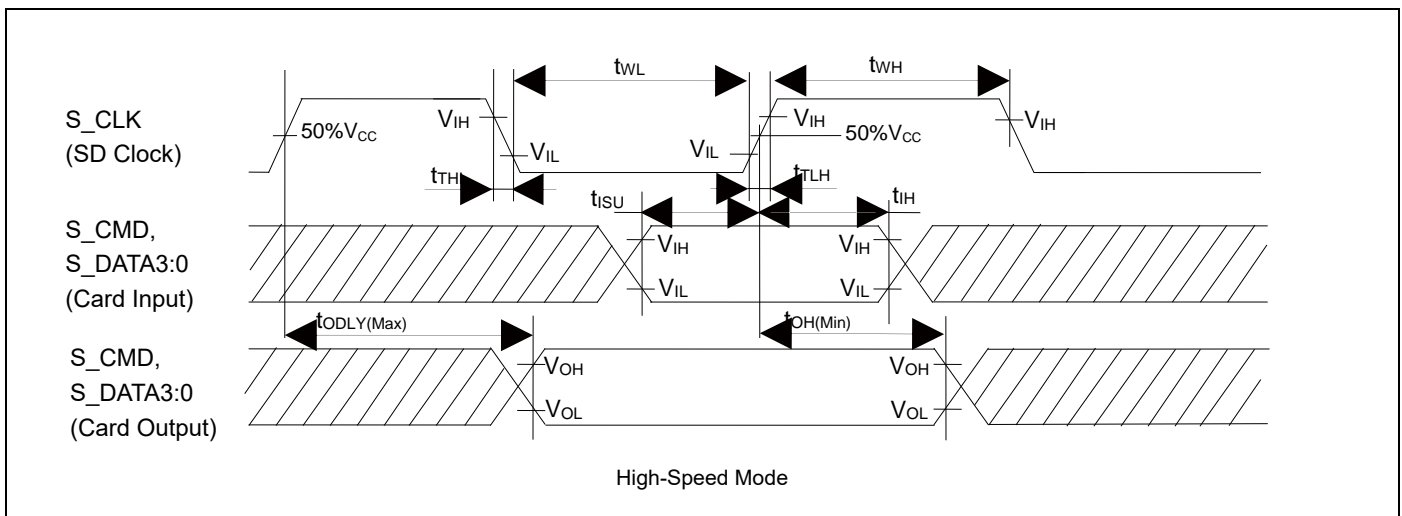 tWL
tWH
S_CLK
(SD Clock)
50%VCC
VIH
VIL
VIL
VIH
50%VCC
VIH
tTH
tTLH
tISU
tIH
S_CMD,
S_DATA3:0
(Card Input)
VIH
VIL
VIH
VIL
tODLY(Max)
tOH(Min)
S_CMD,
S_DATA3:0
(Card Output)
VOH
VOL
VOH
VOL
High-Speed Mode